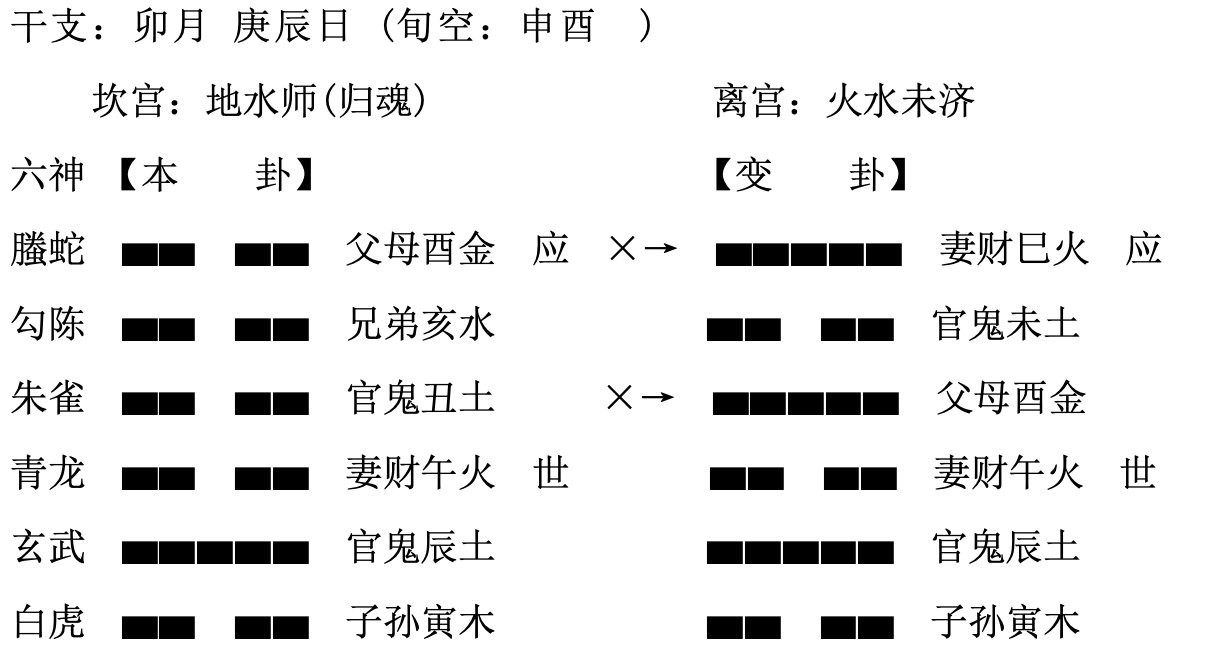 干支：卯月 庚辰日 (旬空：申酉 )
坎宫：地水师(归魂) 离宫：火水未济
六神 【本 卦】 【变 卦】
螣蛇 父母酉金 应 ×→ 妻财巳火 应
勾陈 兄弟亥水 官鬼未土
朱雀 官鬼丑土 ×→ 父母酉金
青龙 妻财午火 世 妻财午火 世
玄武 官鬼辰土 官鬼辰土
白虎 子孙寅木 子孙寅木